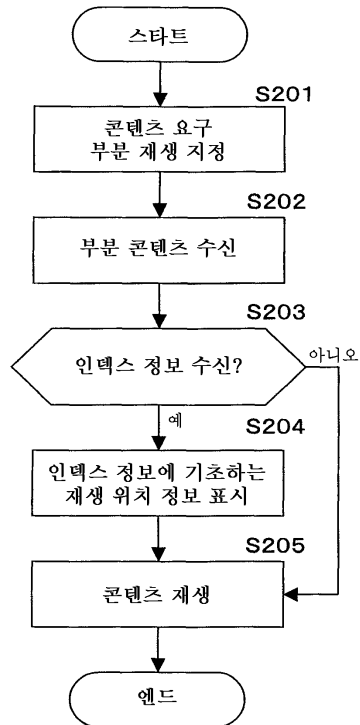 스타트
S201
콘텐츠 요구
부분 재생 지정
S202
부분 콘텐츠 수신
S203
인덱스 정보 수신?
아니오
예
S204
인덱스 정보에 기초하는
재생 위치 정보 표시
S205
콘텐츠 재생
엔드